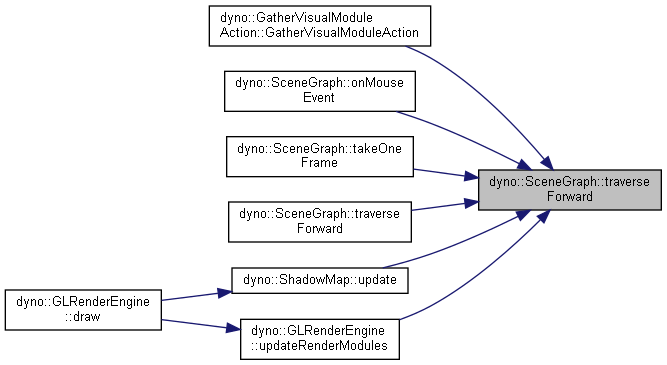 dyno::GatherVisualModule
Action::GatherVisualModuleAction
dyno::SceneGraph::onMouse
Event
dyno::SceneGraph::takeOne
Frame
dyno::SceneGraph::traverse
Forward
dyno::SceneGraph::traverse
Forward
dyno::ShadowMap::update
dyno::GLRenderEngine
::draw
dyno::GLRenderEngine
::updateRenderModules